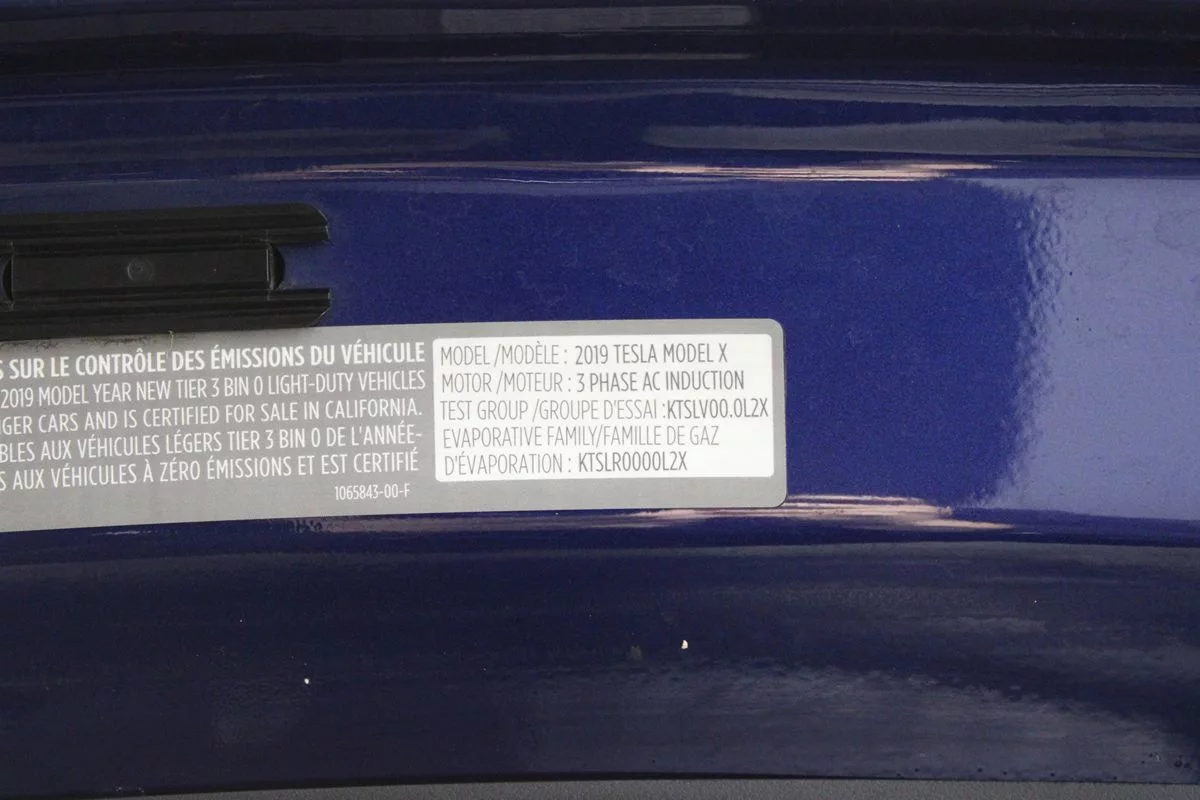 S SUR LE CONTRÔLE DES ÉMISSIONS DU VÉHICULE
2019 MODEL YEAR NEW TIER 3 BIN 0 LIGHT-DUTY VEHICLES
NGER CARS AND IS CERTIFIED FOR SALE IN CALIFORNIA.
BLES AUX VÉHICULES LÉGERS TIER 3 BIN 0 DE L'ANNÉE-
S AUX VÉHICULES À ZÉRO ÉMISSIONS ET EST CERTIFIÉ
1065843-00-F
MODEL /MODÈLE : 2019 TESLA MODEL X
MOTOR /MOTEUR : 3 PHASE AC INDUCTION
TEST GROUP /GROUPE D'ESSAI :KTSLV00.0L2X
EVAPORATIVE FAMILY/FAMILLE DE GAZ
D'ÉVAPORATION : KTSLR0000L2X